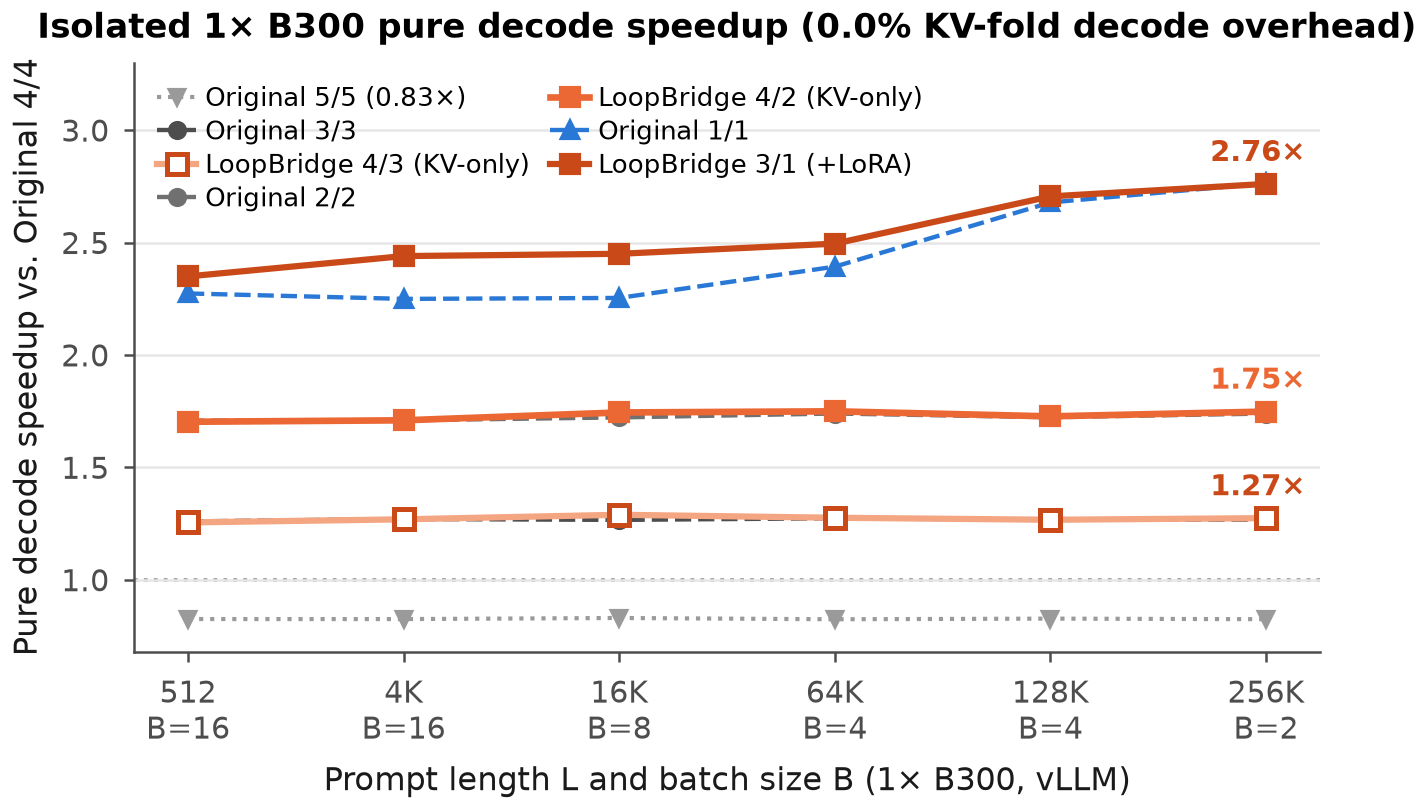 Isolated 1× B300 pure decode speedup (0.0% KV-fold decode overhead)
Pure decode speedup vs. Original 4/4
Original 5/5 (0.83×)
Original 3/3
LoopBridge 4/3 (KV-only)
Original 2/2
LoopBridge 4/2 (KV-only)
Original 1/1
LoopBridge 3/1 (+LoRA)
3.0
2.5
2.0
1.5
1.0
2.76×
1.75×
1.27×
512
B=16
4K
B=16
16K
B=8
64K
B=4
128K
B=4
256K
B=2
Prompt length L and batch size B (1× B300, vLLM)